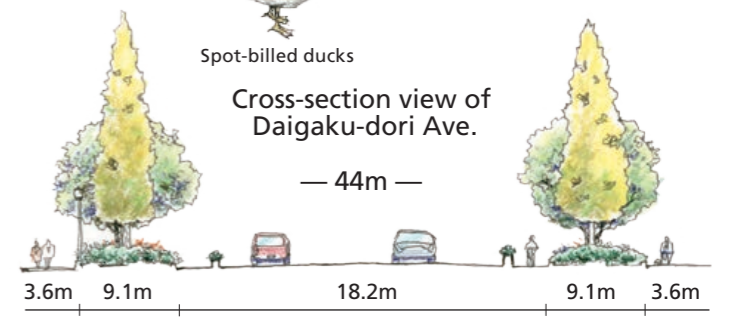 Spot-billed ducks
Cross-section view of
Daigaku-dori Ave.
— 44m —
3.6m 9.1m 18.2m 9.1m 3.6m